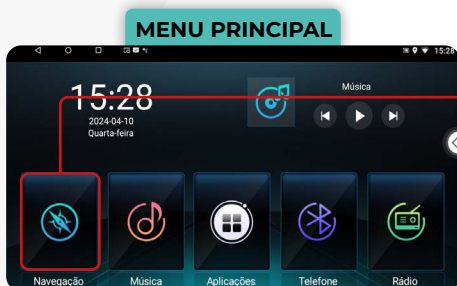 MENU PRINCIPAL
15:28
15:28
2024-04-10
Quarta-feira
Música
Navegação
Música
Aplicações
Telefone
Rádio